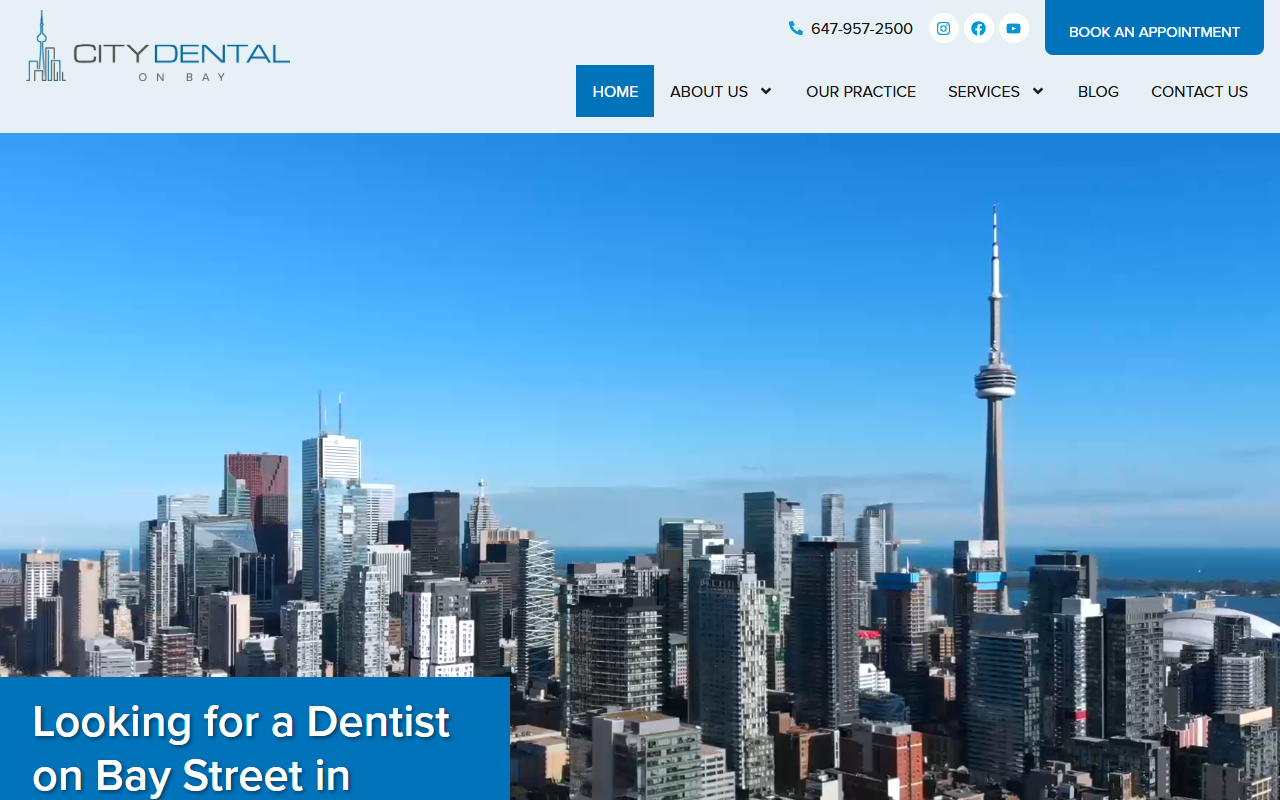 CITY DENTAL
ON BAY
647-957-2500
BOOK AN APPOINTMENT
HOME
ABOUT US
OUR PRACTICE
SERVICES
BLOG
CONTACT US
Looking for a Dentist
on Bay Street in